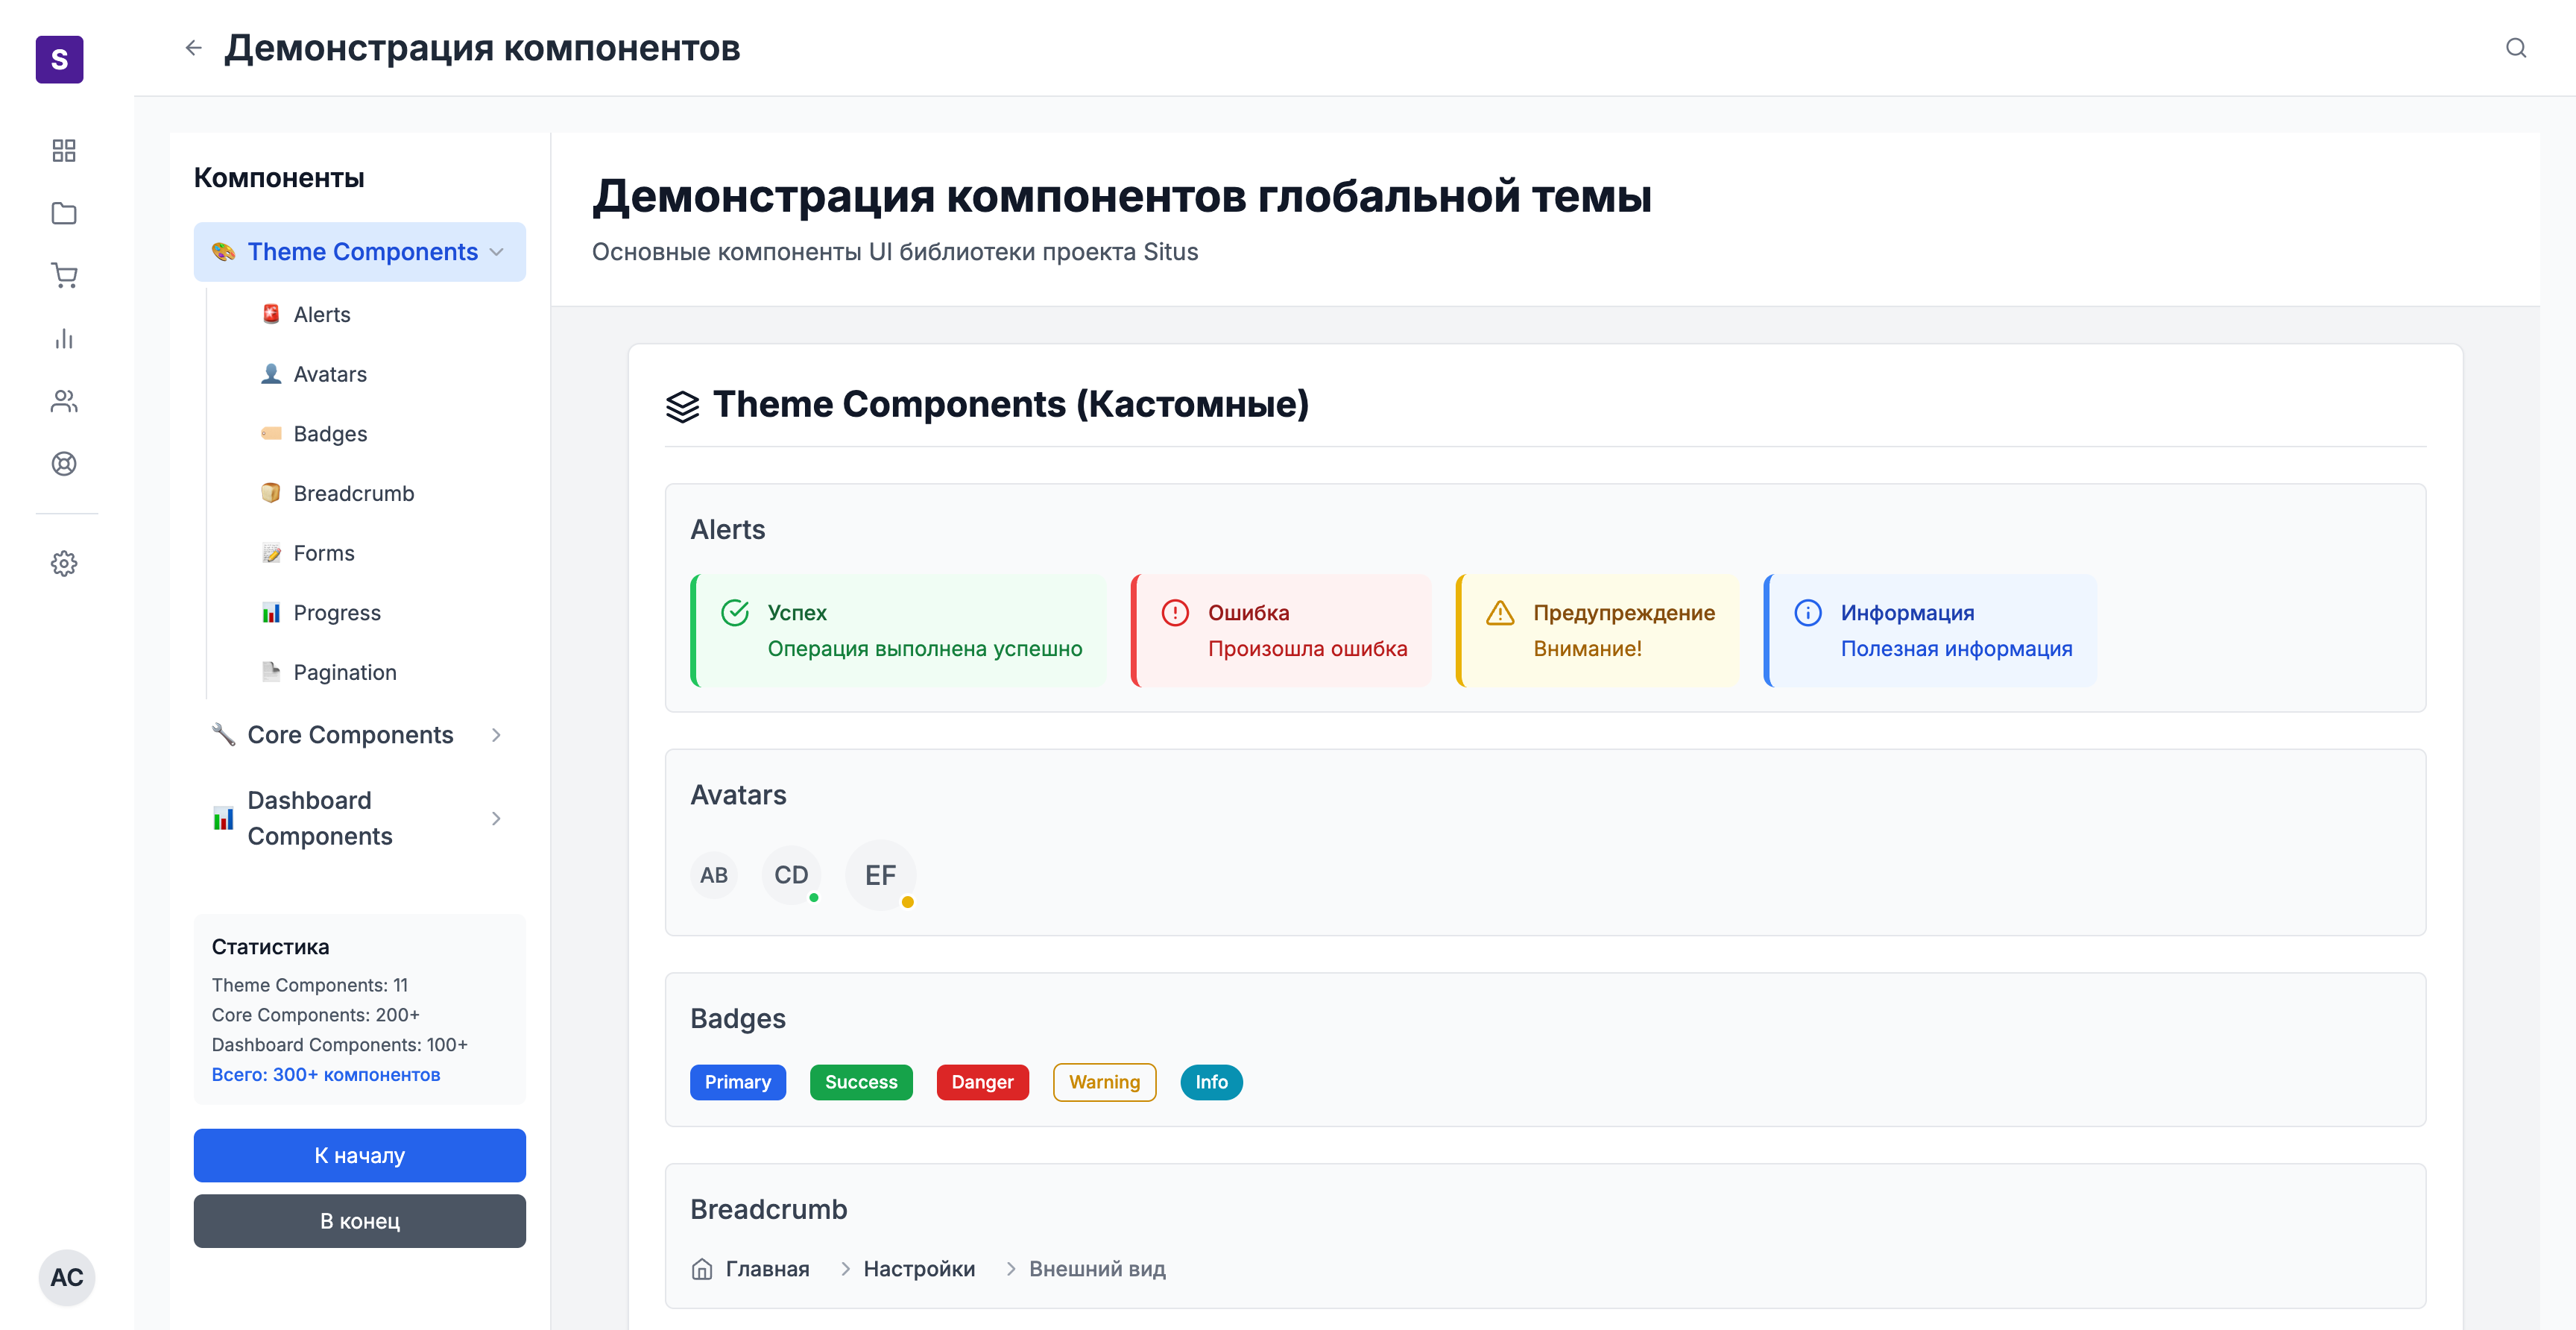 S
Демонстрация компонентов
Компоненты
Theme Components
Alerts
Avatars
Badges
Breadcrumb
Forms
Progress
Pagination
Core Components
Dashboard
Components
Статистика
Theme Components: 11
Core Components: 200+
Dashboard Components: 100+
Всего: 300+ компонентов
К началу
В конец
AC
Демонстрация компонентов глобальной темы
Основные компоненты UI библиотеки проекта Situs
Theme Components (Кастомные)
Alerts
Успех
Операция выполнена успешно
Ошибка
Произошла ошибка
Предупреждение
Внимание!
Информация
Полезная информация
Avatars
AB CD EF
Badges
Primary Success Danger Warning Info
Breadcrumb
Главная Настройки Внешний вид